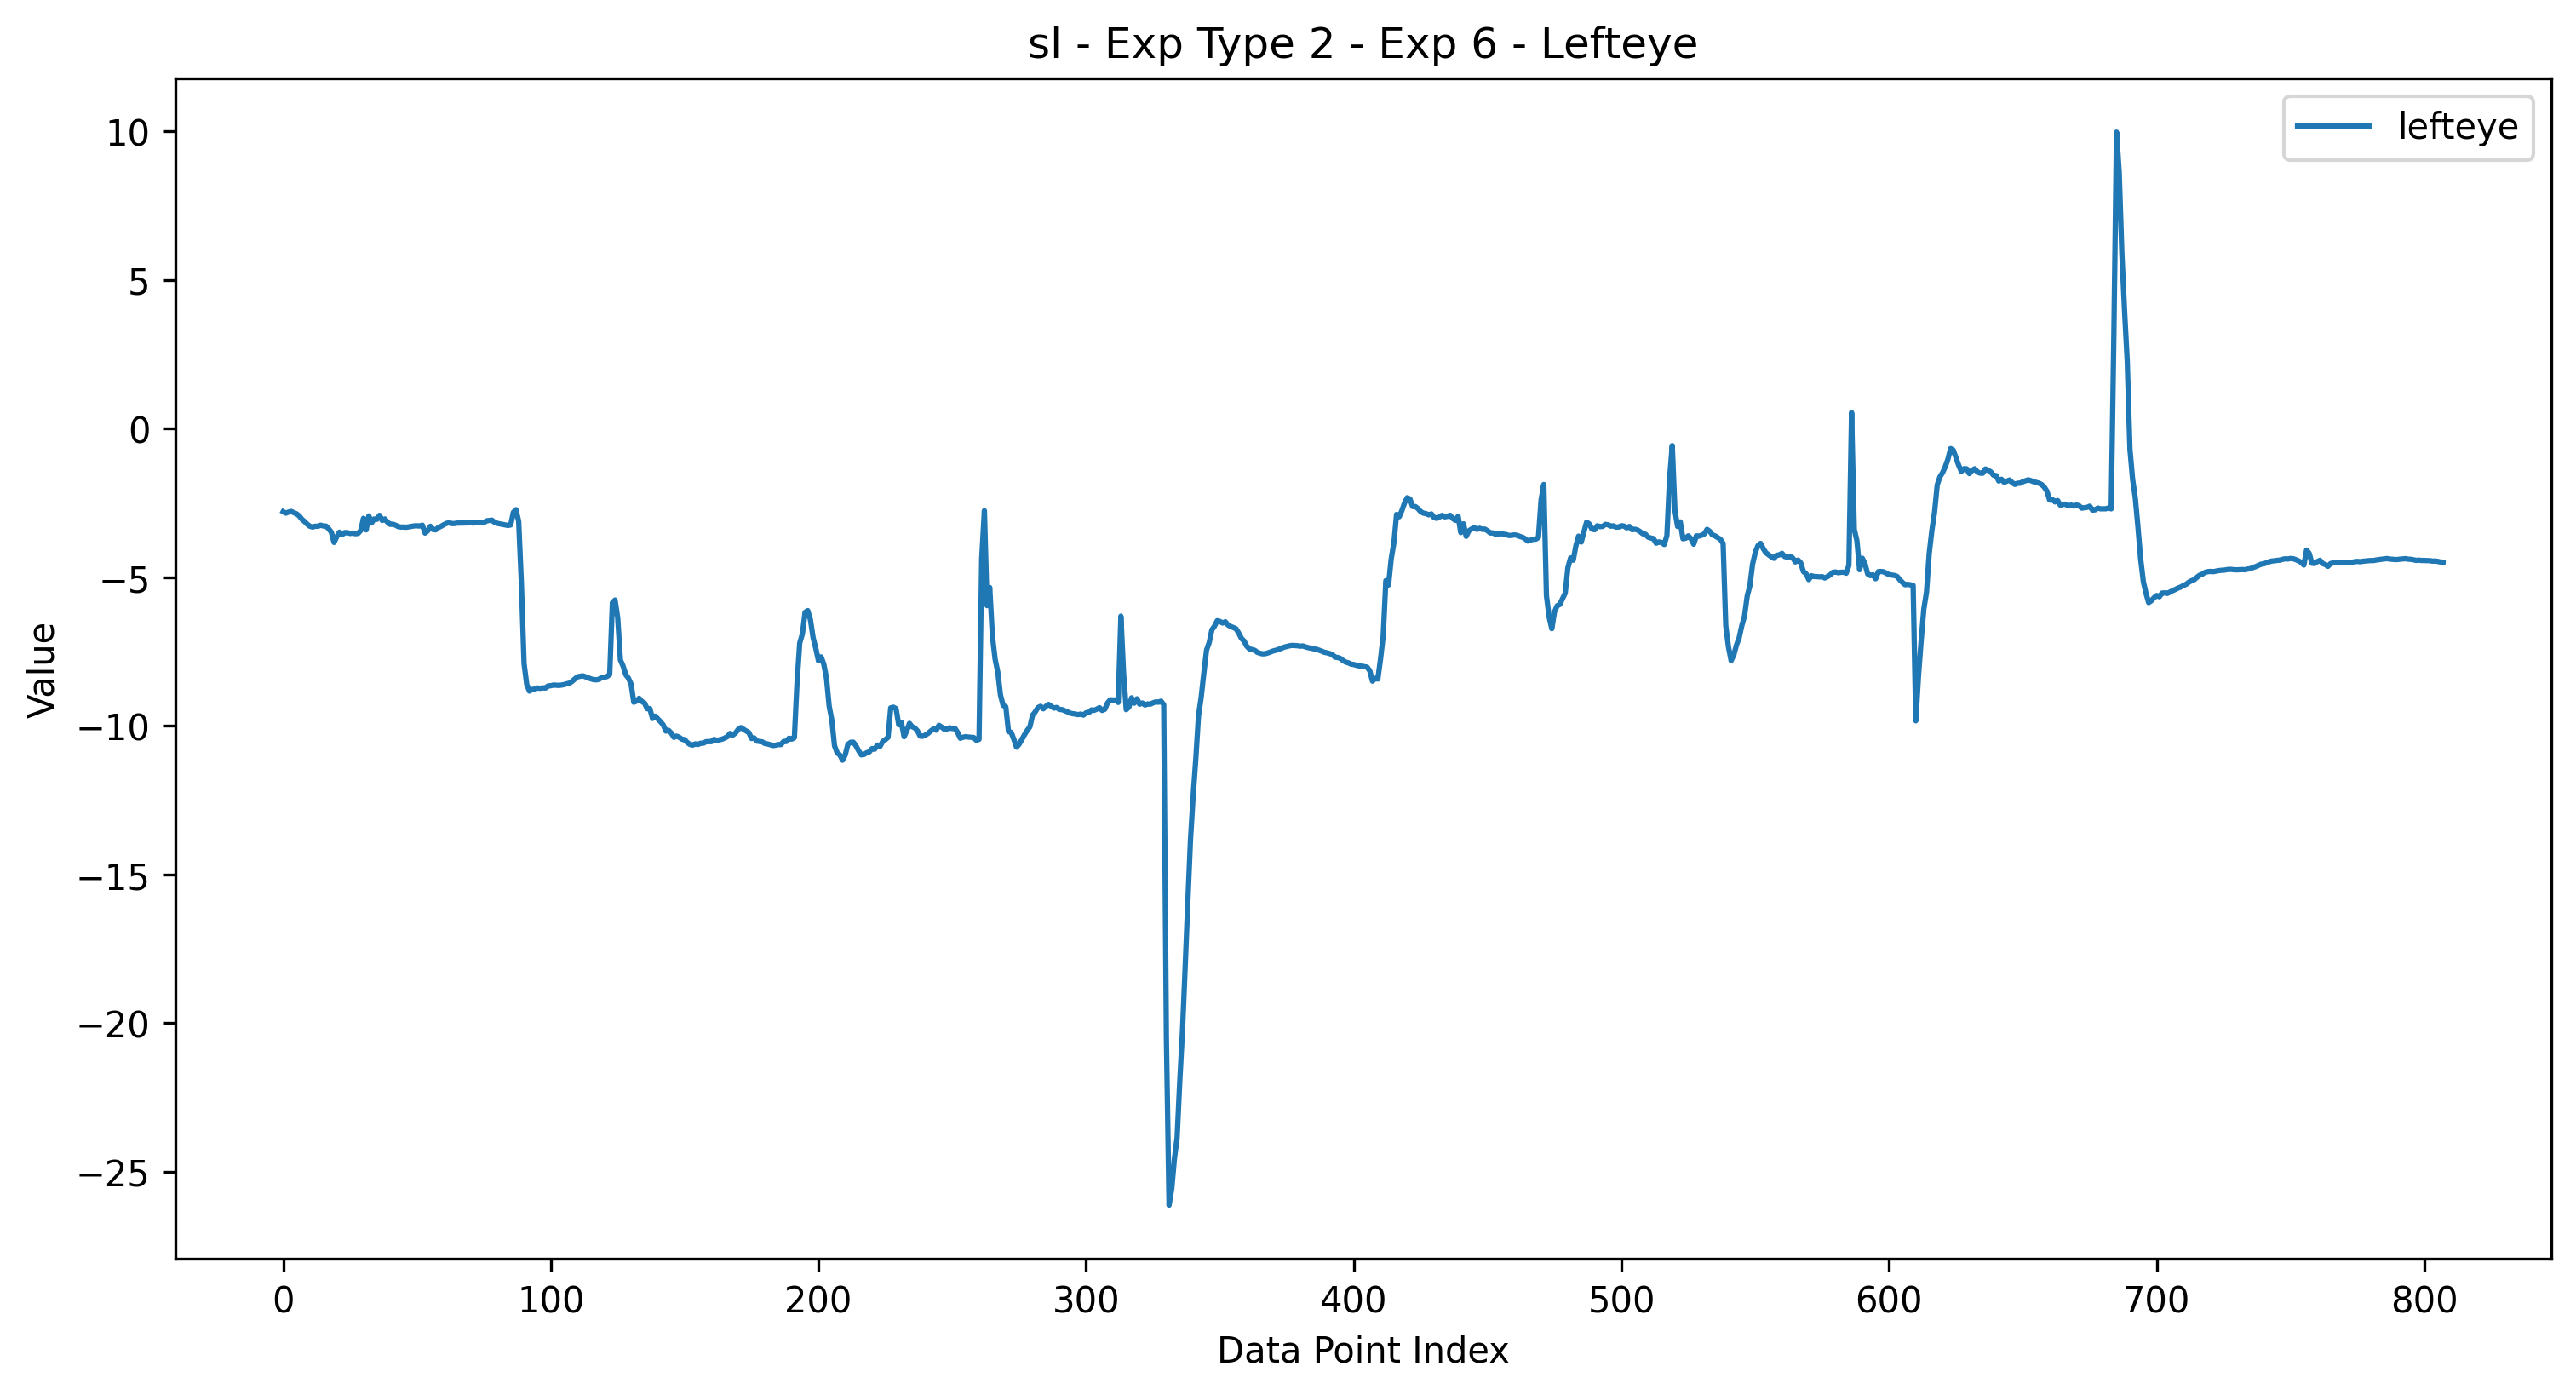 sl - Exp Type 2 - Exp 6 - Lefteye
lefteye
10
5
0
−5
−10
−15
−20
−25
Value
0 100 200 300 400 500 600 700 800
Data Point Index